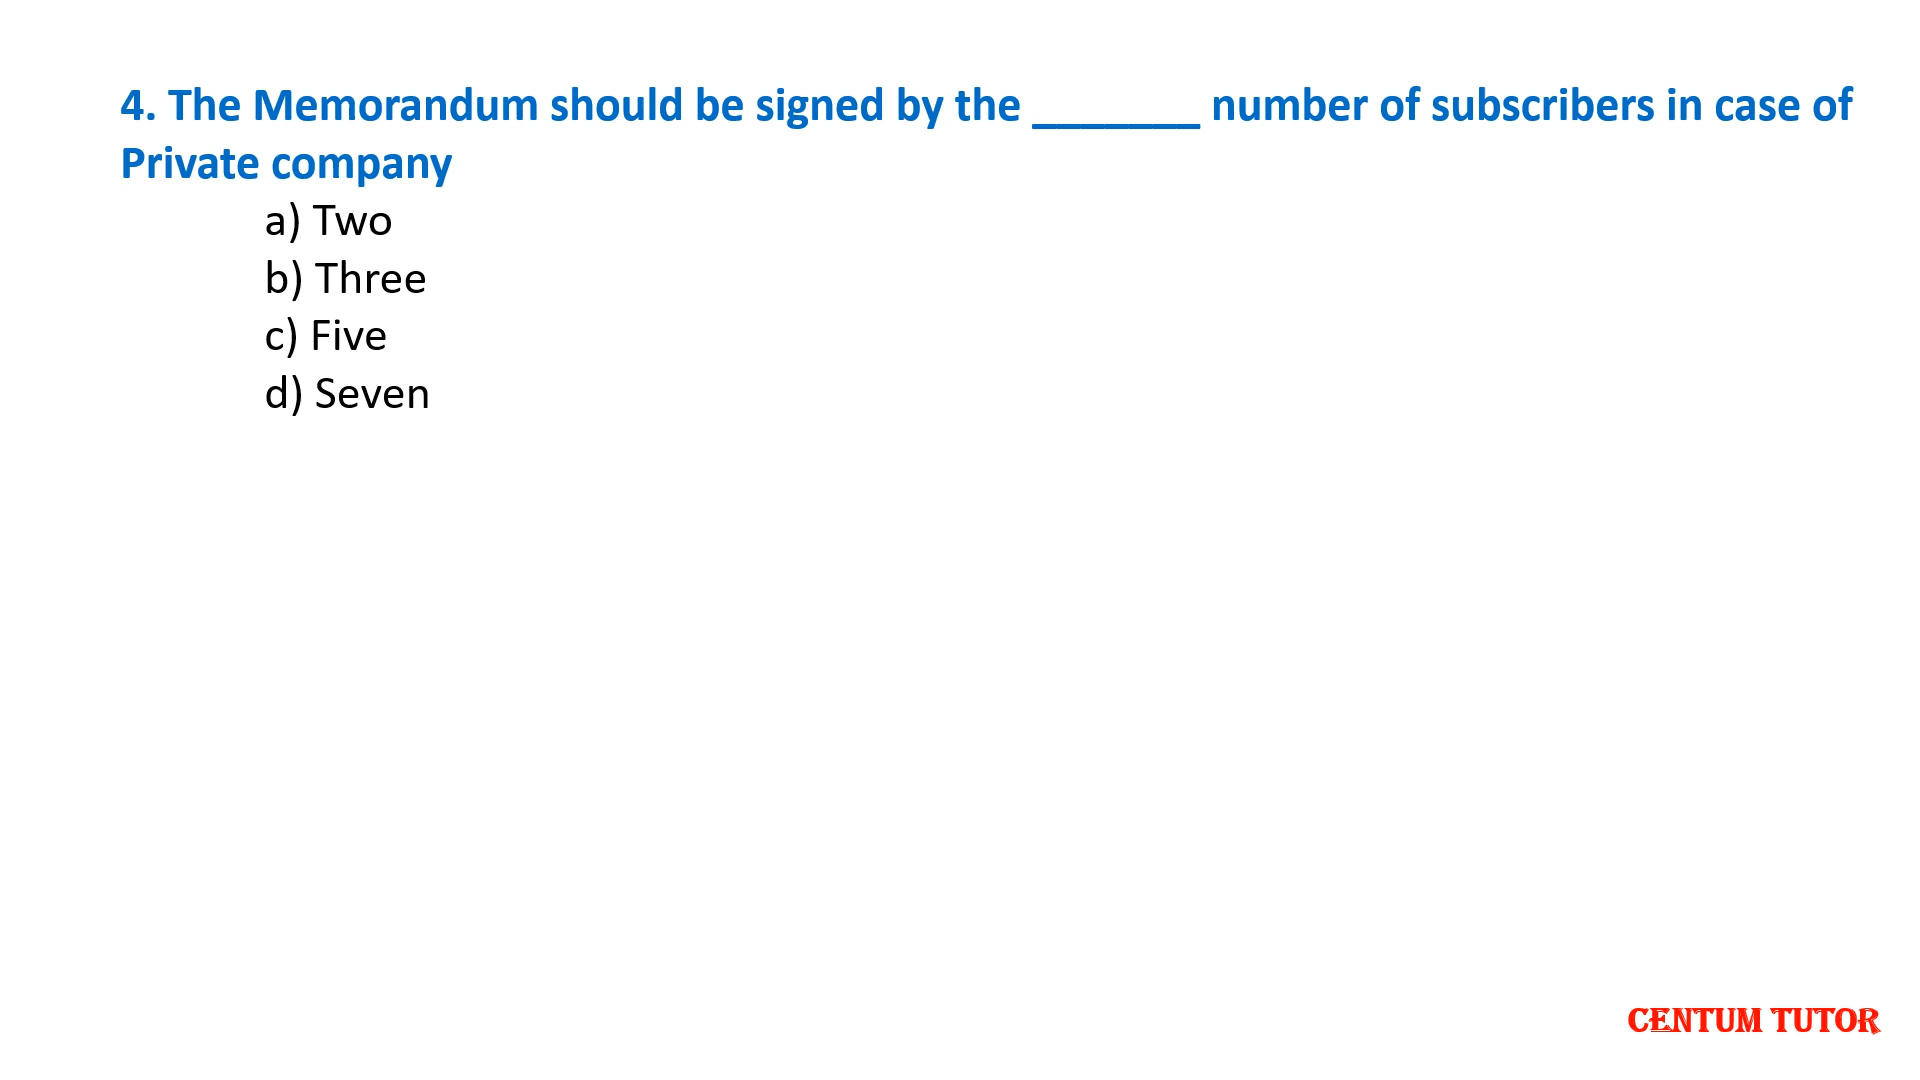 4. The Memorandum should be signed by the _______ number of subscribers in case of
Private company
a) Two
b) Three
c) Five
d) Seven
CENTUM TUTOR